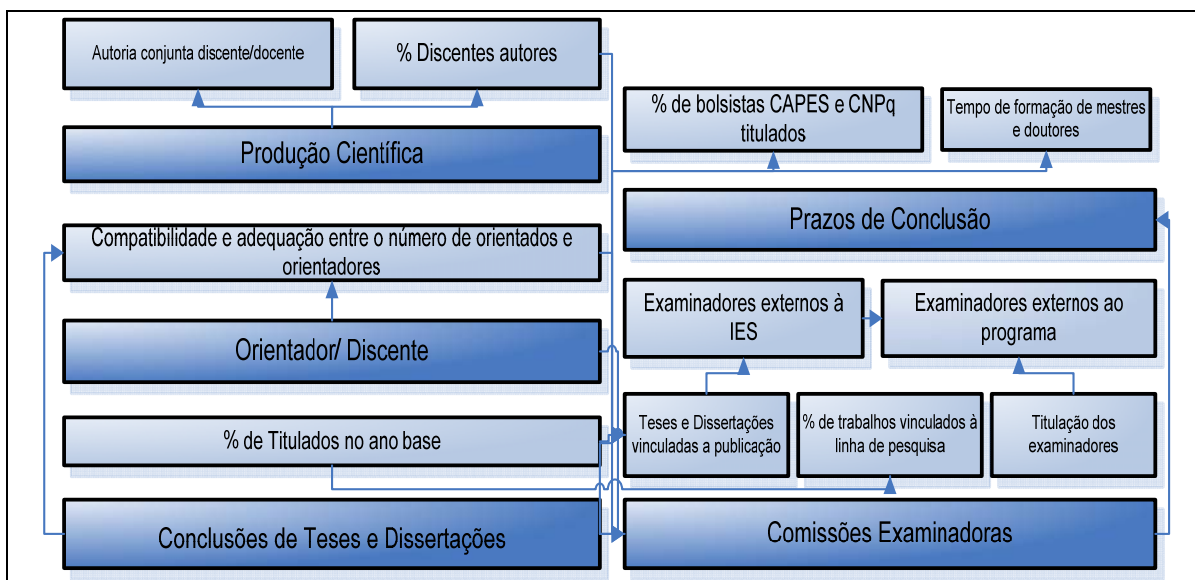 Autoria conjunta discente/docente
% Discentes autores
Produção Científica
Compatibilidade e adequação entre o número de orientados e
orientadores
Orientador/ Discente
% de Titulados no ano base
Conclusões de Teses e Dissertações
% de bolsistas CAPES e CNPq
titulados
Tempo de formação de mestres
e doutores
Prazos de Conclusão
Examinadores externos à
IES
Examinadores externos ao
programa
Teses e Dissertações
vinculadas a publicação
% de trabalhos vinculados à
linha de pesquisa
Titulação dos
examinadores
Comissões Examinadoras